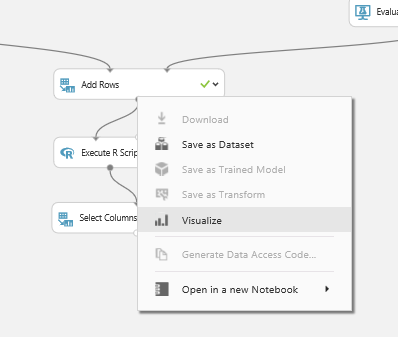 Evalua
Add Rows
Download
Save as Dataset
Execute R Scrip
Save as Trained Model
Save as Transform
Select Columns
Visualize
Generate Data Access Code...
Open in a new Notebook